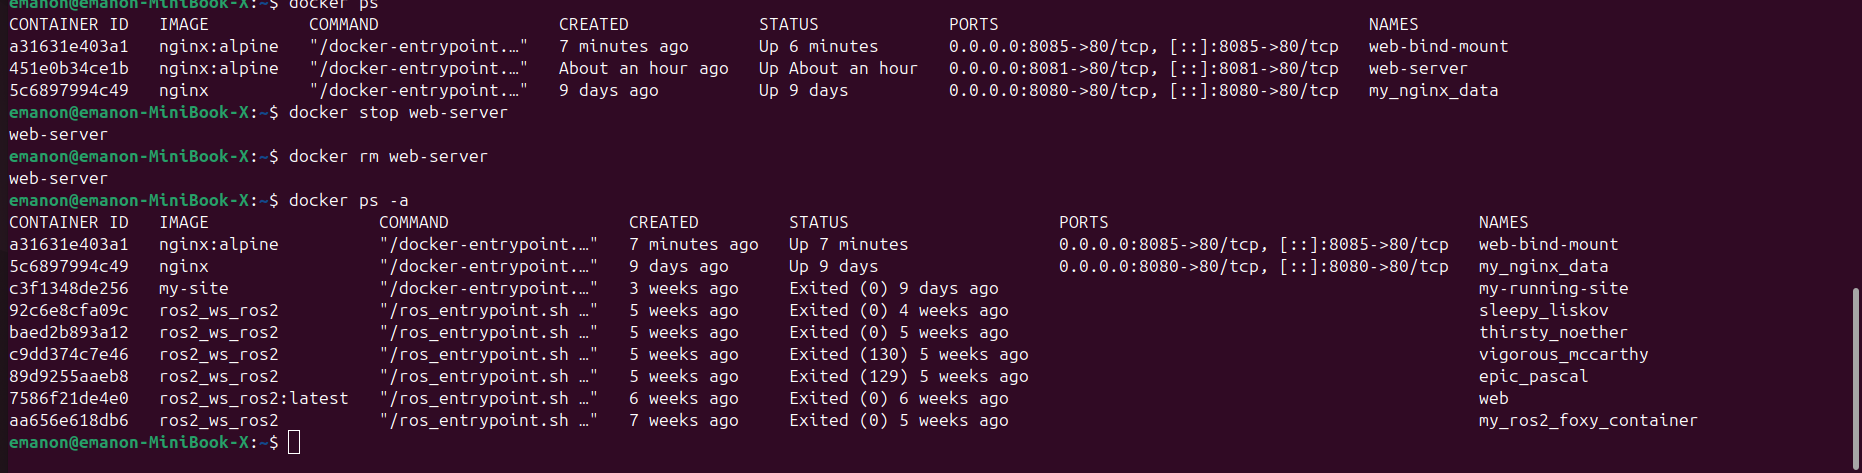 emanon@emanon-MiniBook-X:~$ docker ps
CONTAINER ID   IMAGE          COMMAND                  CREATED             STATUS             PORTS                                     NAMES
a31631e403a1   nginx:alpine   "/docker-entrypoint.…"   7 minutes ago       Up 6 minutes       0.0.0.0:8085->80/tcp, [::]:8085->80/tcp   web-bind-mount
451e0b34ce1b   nginx:alpine   "/docker-entrypoint.…"   About an hour ago   Up About an hour   0.0.0.0:8081->80/tcp, [::]:8081->80/tcp   web-server
5c6897994c49   nginx          "/docker-entrypoint.…"   9 days ago          Up 9 days          0.0.0.0:8080->80/tcp, [::]:8080->80/tcp   my_nginx_data
emanon@emanon-MiniBook-X:~$ docker stop web-server
web-server
emanon@emanon-MiniBook-X:~$ docker rm web-server
web-server
emanon@emanon-MiniBook-X:~$ docker ps -a
CONTAINER ID   IMAGE                 COMMAND                  CREATED         STATUS                     PORTS                                     NAMES
a31631e403a1   nginx:alpine          "/docker-entrypoint.…"   7 minutes ago   Up 7 minutes               0.0.0.0:8085->80/tcp, [::]:8085->80/tcp   web-bind-mount
5c6897994c49   nginx                 "/docker-entrypoint.…"   9 days ago      Up 9 days                  0.0.0.0:8080->80/tcp, [::]:8080->80/tcp   my_nginx_data
c3f1348de256   my-site               "/docker-entrypoint.…"   3 weeks ago     Exited (0) 9 days ago                                                my-running-site
92c6e8cfa09c   ros2_ws_ros2          "/ros_entrypoint.sh …"   5 weeks ago     Exited (0) 4 weeks ago                                               sleepy_liskov
baed2b893a12   ros2_ws_ros2          "/ros_entrypoint.sh …"   5 weeks ago     Exited (0) 5 weeks ago                                               thirsty_noether
c9dd374c7e46   ros2_ws_ros2          "/ros_entrypoint.sh …"   5 weeks ago     Exited (130) 5 weeks ago                                             vigorous_mccarthy
89d9255aaeb8   ros2_ws_ros2          "/ros_entrypoint.sh …"   5 weeks ago     Exited (129) 5 weeks ago                                             epic_pascal
7586f21de4e0   ros2_ws_ros2:latest   "/ros_entrypoint.sh …"   6 weeks ago     Exited (0) 6 weeks ago                                               web
aa656e618db6   ros2_ws_ros2          "/ros_entrypoint.sh …"   7 weeks ago     Exited (0) 5 weeks ago                                               my_ros2_foxy_container
emanon@emanon-MiniBook-X:~$